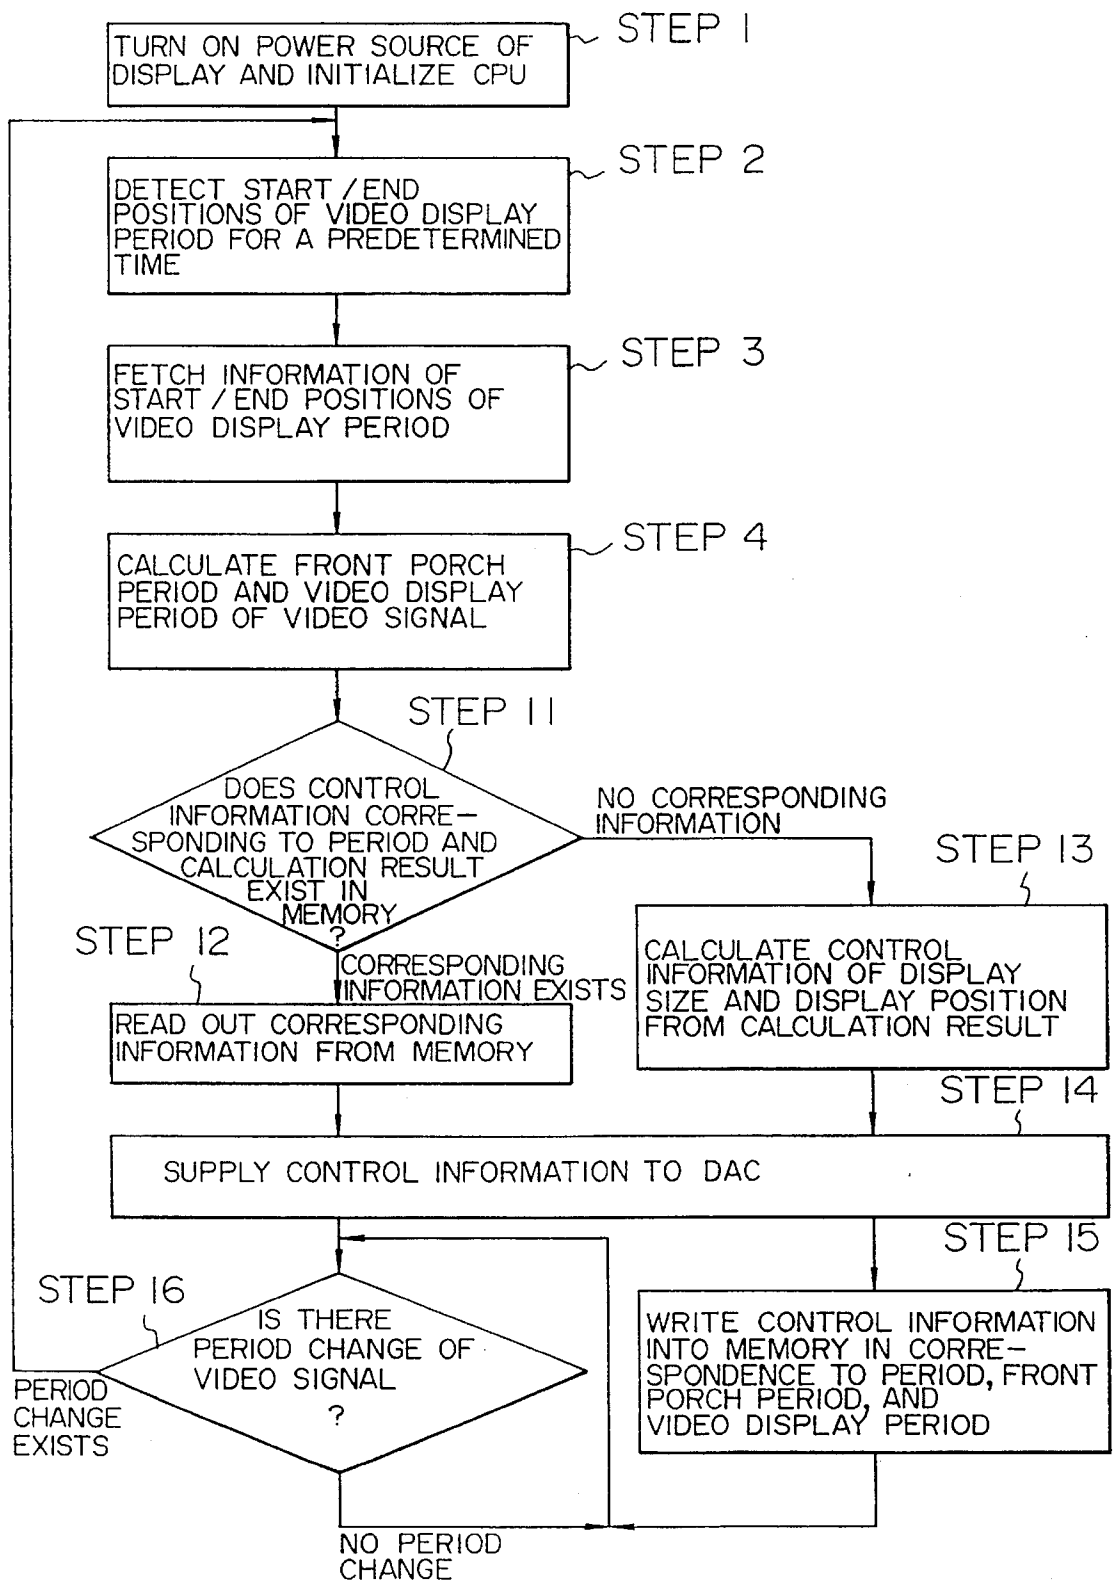 STEP 1
TURN ON POWER SOURCE OF
DISPLAY AND INITIALIZE CPU
STEP 2
DETECT START / END
POSITIONS OF VIDEO DISPLAY
PERIOD FOR A PREDETERMINED
TIME
STEP 3
FETCH INFORMATION OF
START / END POSITIONS OF
VIDEO DISPLAY PERIOD
STEP 4
CALCULATE FRONT PORCH
PERIOD AND VIDEO DISPLAY
PERIOD OF VIDEO SIGNAL
STEP 11
DOES CONTROL
INFORMATION CORRE-
SPONDING TO PERIOD AND
CALCULATION RESULT
EXIST IN
MEMORY
?
NO CORRESPONDING
INFORMATION
STEP 13
CALCULATE CONTROL
INFORMATION OF DISPLAY
SIZE AND DISPLAY POSITION
FROM CALCULATION RESULT
STEP 12
CORRESPONDING
INFORMATION EXISTS
READ OUT CORRESPONDING
INFORMATION FROM MEMORY
STEP 14
SUPPLY CONTROL INFORMATION TO DAC
STEP 15
WRITE CONTROL INFORMATION
INTO MEMORY IN CORRE-
SPONDENCE TO PERIOD, FRONT
PORCH PERIOD, AND
VIDEO DISPLAY PERIOD
STEP 16
IS THERE
PERIOD CHANGE OF
VIDEO SIGNAL
?
PERIOD
CHANGE
EXISTS
NO PERIOD
CHANGE